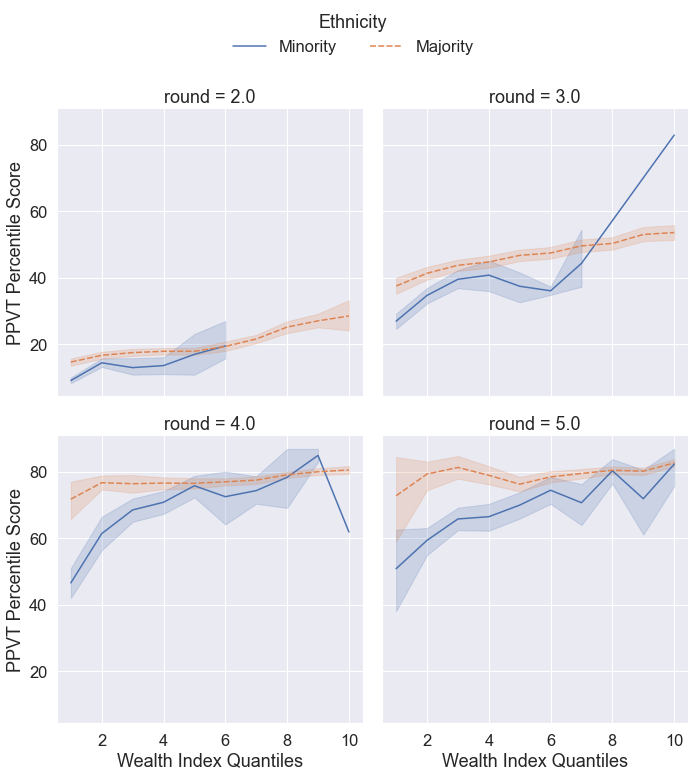 Ethnicity
Minority Majority
round = 2.0
round = 3.0
PPVT Percentile Score
80
60
40
20
round = 4.0
round = 5.0
PPVT Percentile Score
80
60
40
20
2 4 6 8 10
2 4 6 8 10
Wealth Index Quantiles
Wealth Index Quantiles